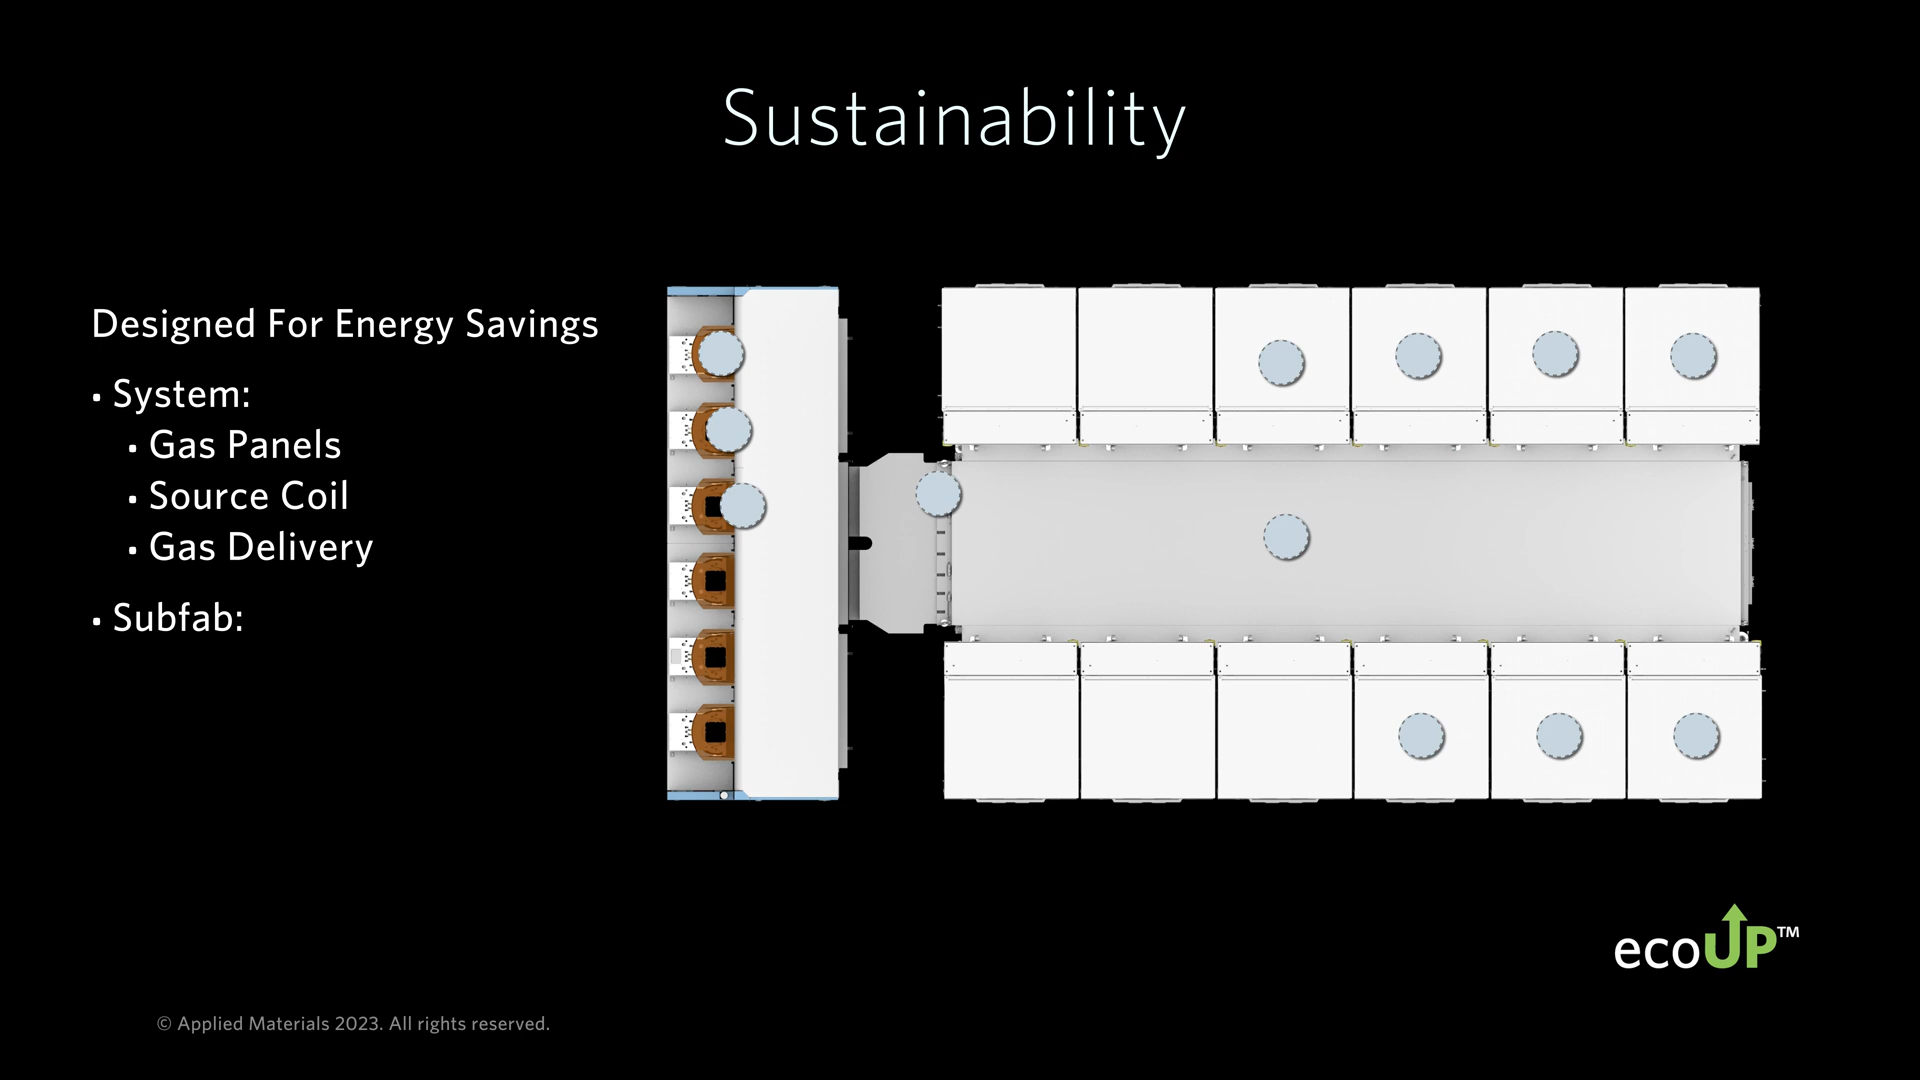 Sustainability
Designed For Energy Savings
▪ System:
▪ Gas Panels
▪ Source Coil
▪ Gas Delivery
▪ Subfab:
ecoUP™
© Applied Materials 2023. All rights reserved.